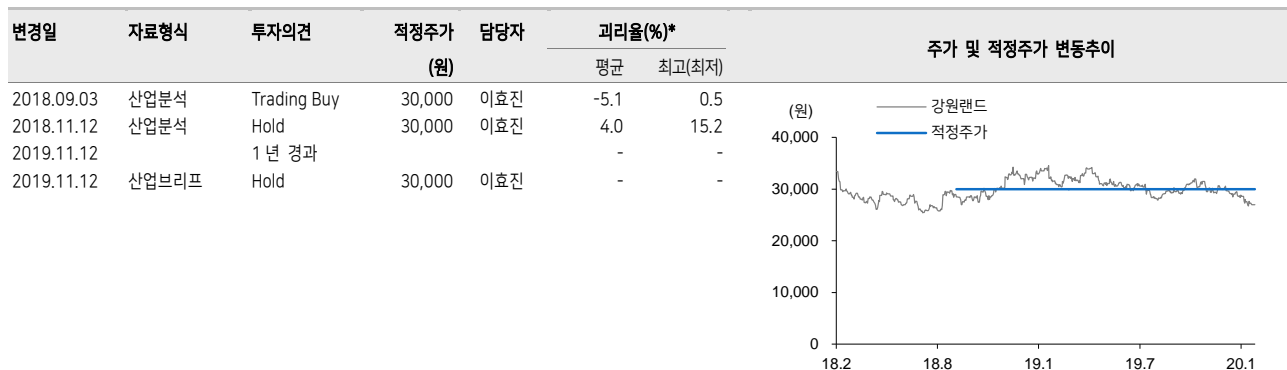 변경일 자료형식 투자의견 적정주가 담당자 괴리율(%)* 주가 및 적정주가 변동추이
(원) 평균 최고(최저)
2018.09.03 산업분석 Trading Buy 30,000 이효진 -5.1 0.5
2018.11.12 산업분석 Hold 30,000 이효진 4.0 15.2
2019.11.12 1년 경과 - -
2019.11.12 산업브리프 Hold 30,000 이효진 - -
(원)
강원랜드
적정주가
40,000
30,000
20,000
10,000
0
18.2 18.8 19.1 19.7 20.1